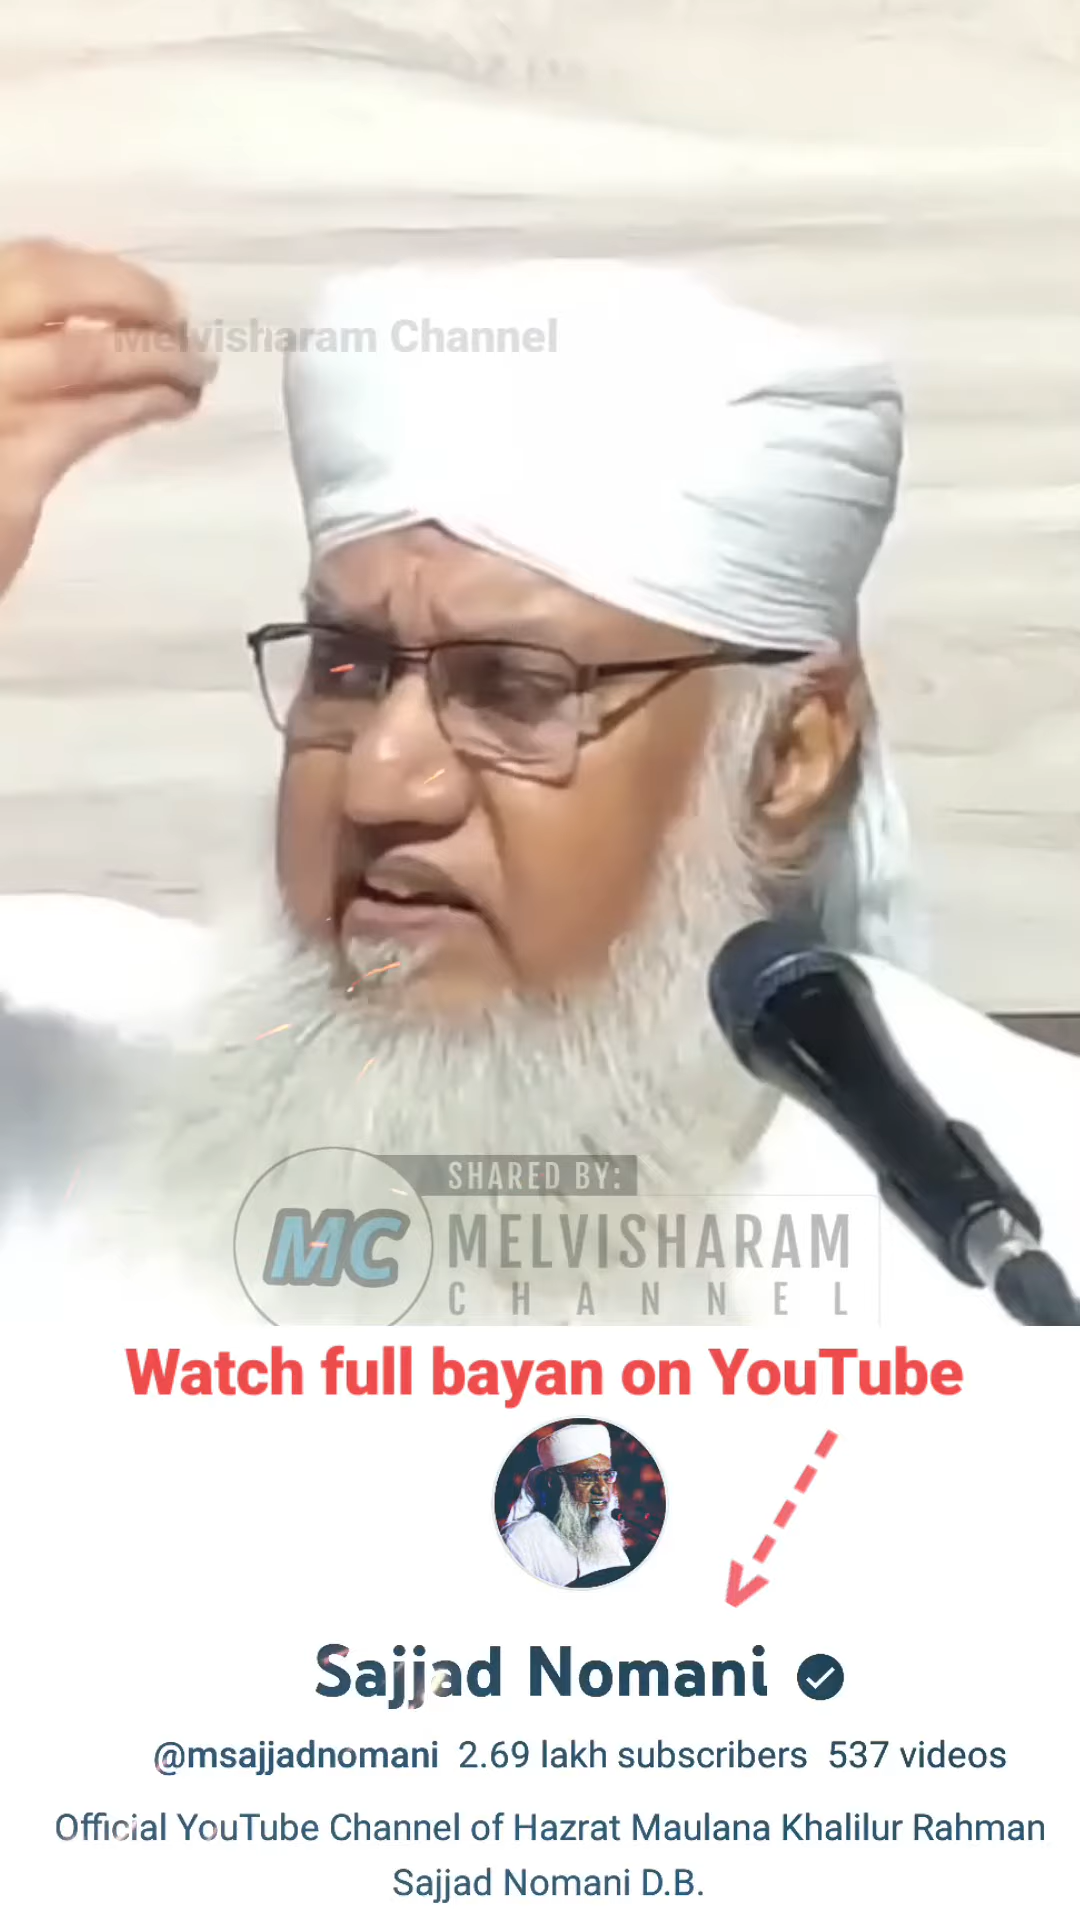 Melvisharam Channel
SHARED BY:
MC
MELVISHARAM
CHANNEL
Watch full bayan on YouTube
Sajjad Nomani
@msajjadnomani 2.69 lakh subscribers 537 videos
Official YouTube Channel of Hazrat Maulana Khalilur Rahman
Sajjad Nomani D.B.